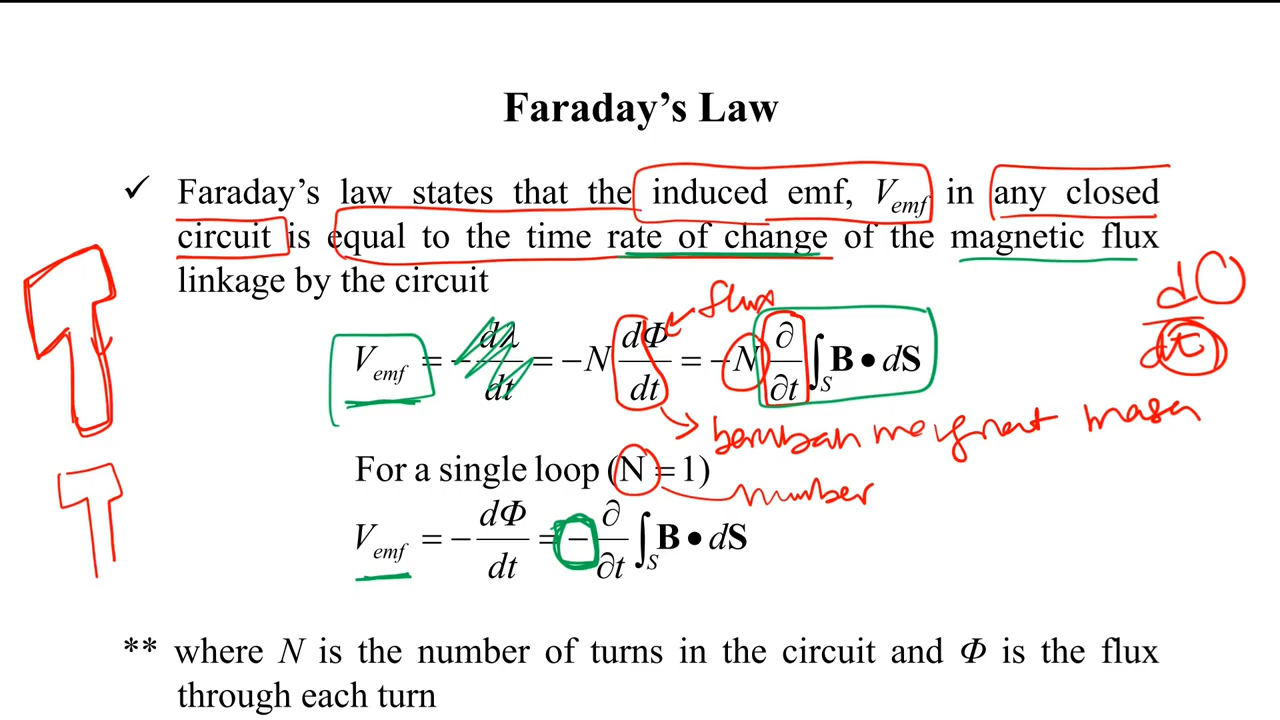 Faraday's Law
✓ Faraday's law states that the induced emf, V_emf in any closed
circuit is equal to the time rate of change of the magnetic flux
linkage by the circuit
flux
d
dt
V_emf = − dλ/dt = −N dΦ/dt = −N ∂/∂t ∫_S B • dS
berubah mengikut masa
For a single loop (N = 1)
number
V_emf = − dΦ/dt = − ∂/∂t ∫_S B • dS
** where N is the number of turns in the circuit and Φ is the flux
through each turn